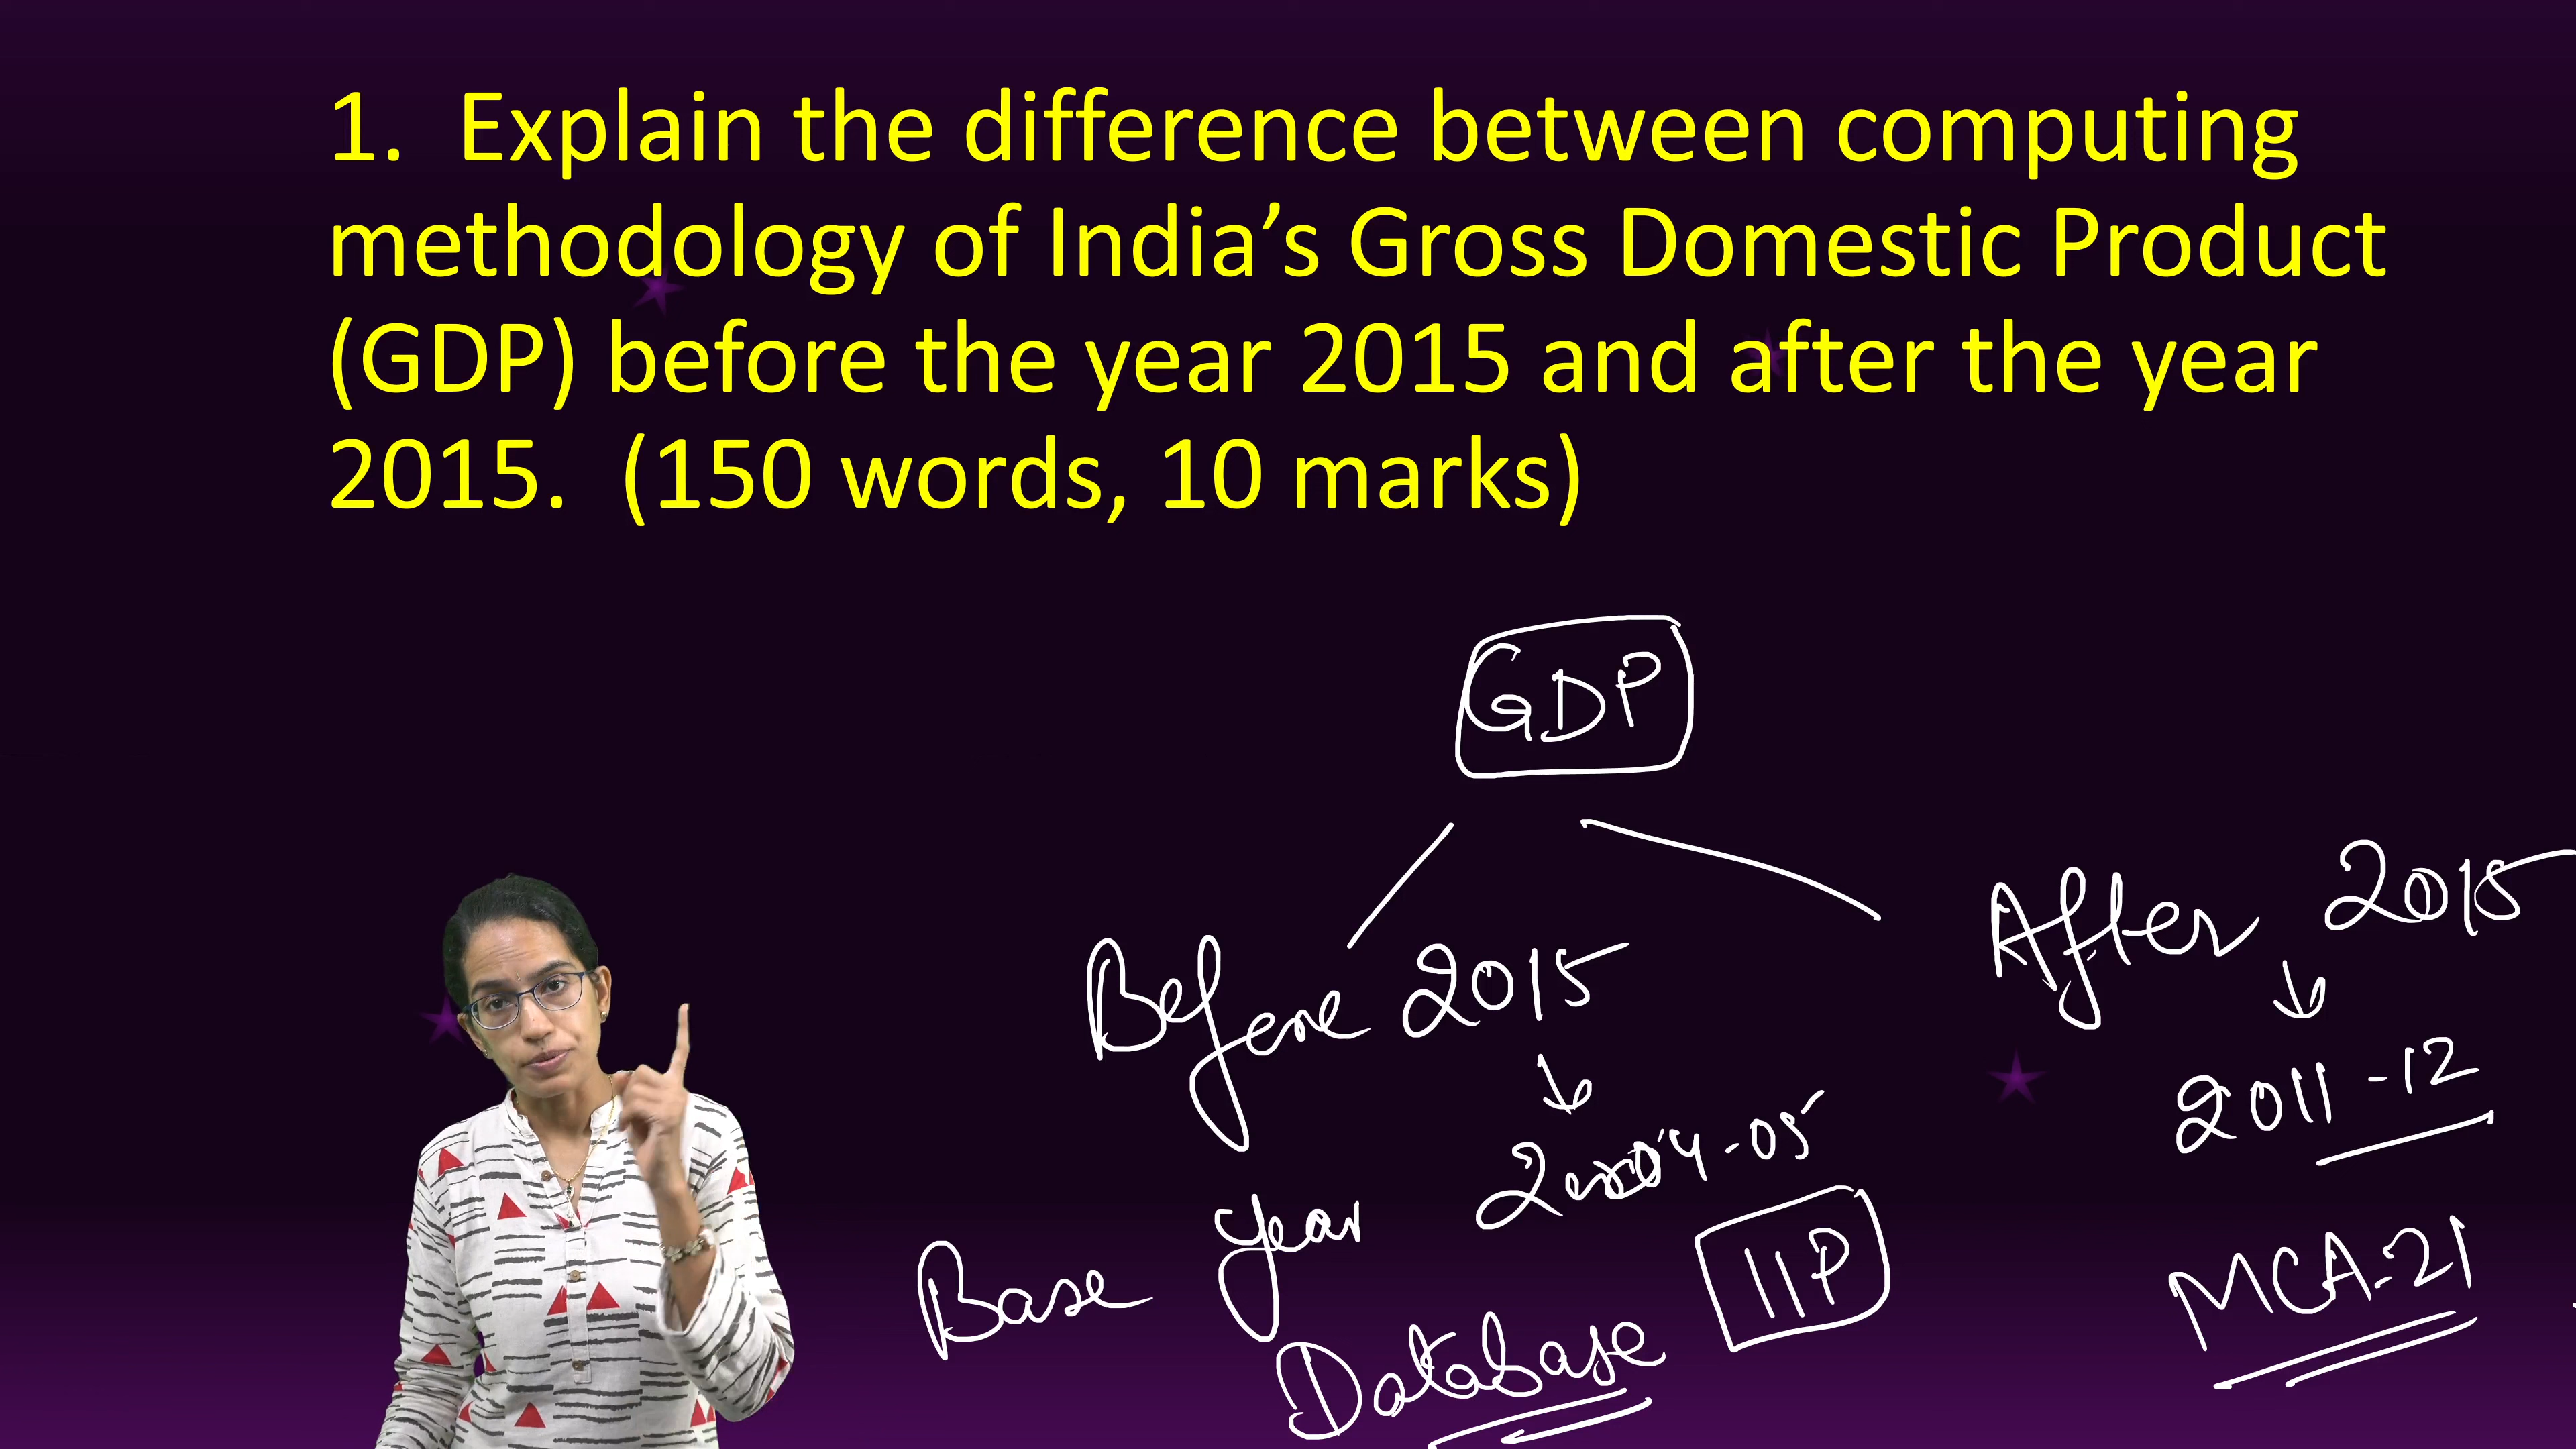 1. Explain the difference between computing
methodology of India’s Gross Domestic Product
(GDP) before the year 2015 and after the year
2015. (150 words, 10 marks)
GDP
Before 2015
After 2015
Base year
2004-05
2011-12
Database
IIP
MCA-21